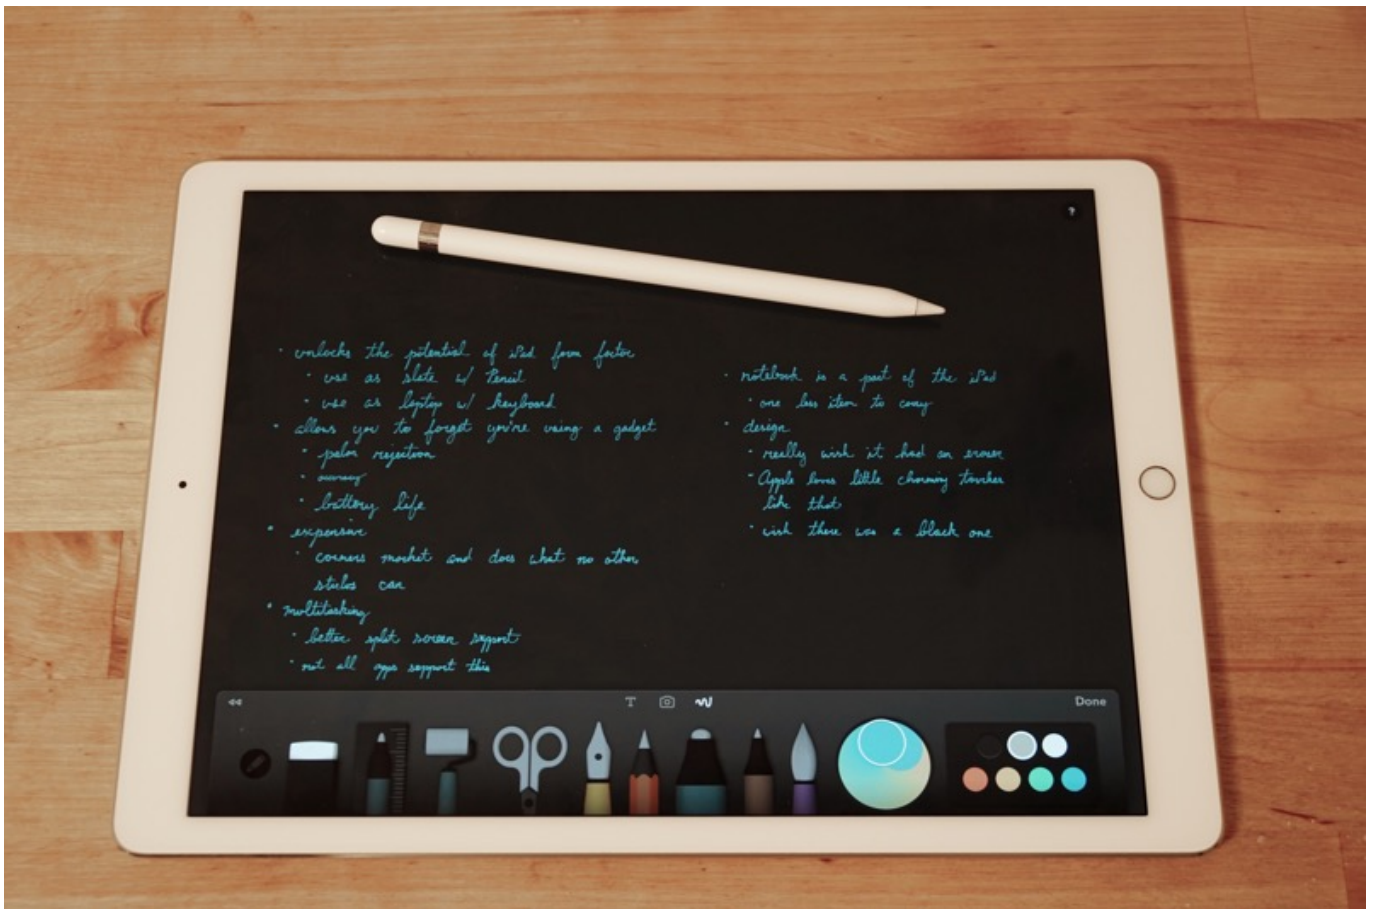 • unlocks the potential of iPad form factor
• use as slate w/ Pencil
• use as laptop w/ keyboard
• allows you to forget you're using a gadget
• palm rejection
• accuracy
• battery life
• expensive
• corners market and does what no other
stylus can
• multitasking
• better split screen support
• not all apps support this
• notebook is a part of the iPad
• one less item to carry
• design
• really wish it had an eraser
• Apple loves little charming touches
like that
• wish there was a black one
?
T
Done